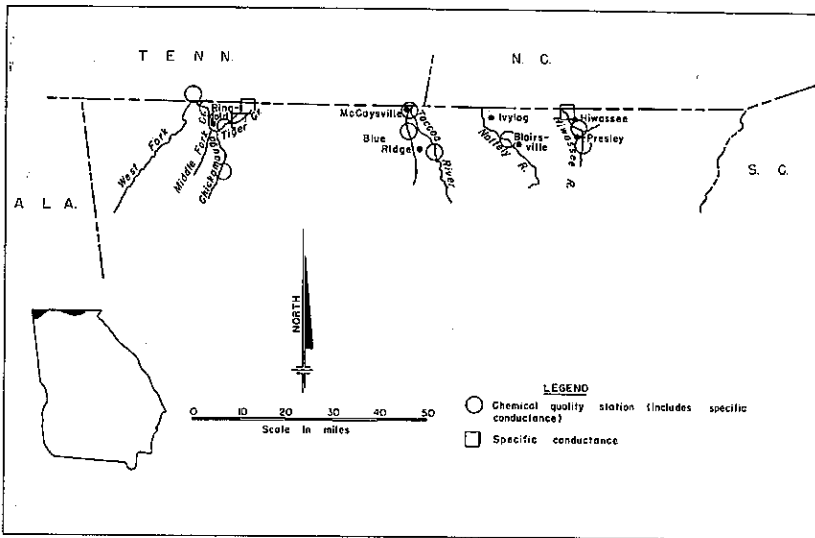 T E N N.
N. C.
Ring-
gold
Tiger Cr.
West Fork
Middle Fork
Chickamauga Cr.
McCaysville
Toccoa River
Blue
Ridge
Ivylog
Blairs-
ville
Nottely R.
Hiwassee
Presley
Hiwassee R.
S. C.
A L A.
NORTH
0 10 20 30 40 50
Scale in miles
LEGEND
Chemical quality station (includes specific
conductance)
Specific conductance